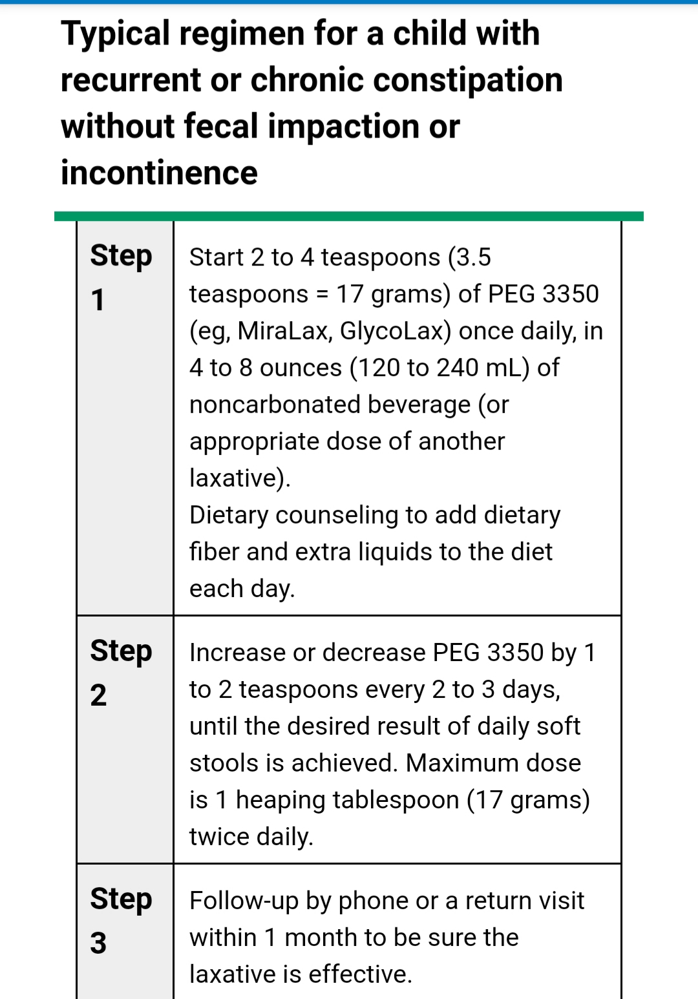 Typical regimen for a child with
recurrent or chronic constipation
without fecal impaction or
incontinence
Step
1
Start 2 to 4 teaspoons (3.5
teaspoons = 17 grams) of PEG 3350
(eg, MiraLax, GlycoLax) once daily, in
4 to 8 ounces (120 to 240 mL) of
noncarbonated beverage (or
appropriate dose of another
laxative).
Dietary counseling to add dietary
fiber and extra liquids to the diet
each day.
Step
2
Increase or decrease PEG 3350 by 1
to 2 teaspoons every 2 to 3 days,
until the desired result of daily soft
stools is achieved. Maximum dose
is 1 heaping tablespoon (17 grams)
twice daily.
Step
3
Follow-up by phone or a return visit
within 1 month to be sure the
laxative is effective.